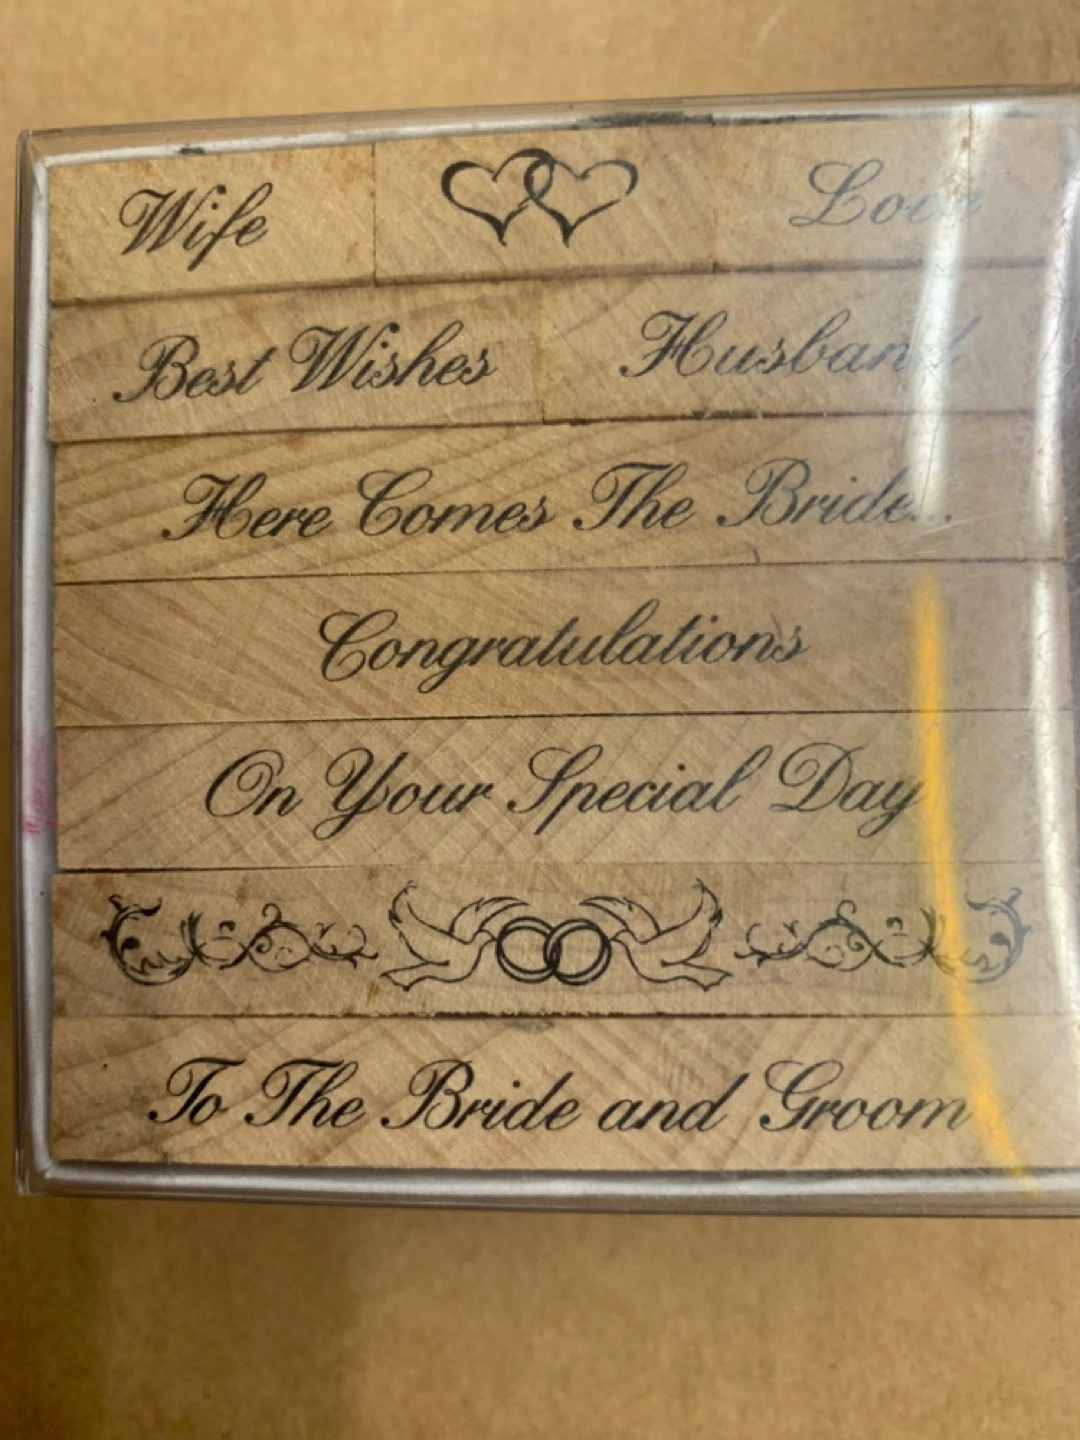 Wife Love
Best Wishes Husband
Here Comes The Bride...
Congratulations
On Your Special Day
To The Bride and Groom